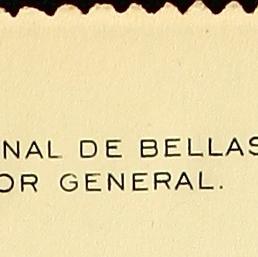 NAL DE BELLAS
OR GENERAL.